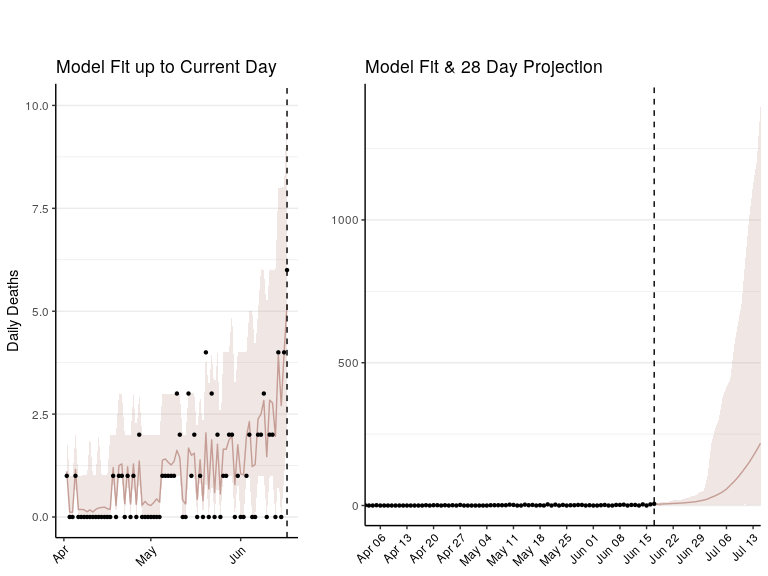 Model Fit up to Current Day
Daily Deaths
10.0
7.5
5.0
2.5
0.0
Apr
May
Jun
Model Fit & 28 Day Projection
1000
500
0
Apr 06
Apr 13
Apr 20
Apr 27
May 04
May 11
May 18
May 25
Jun 01
Jun 08
Jun 15
Jun 22
Jun 29
Jul 06
Jul 13